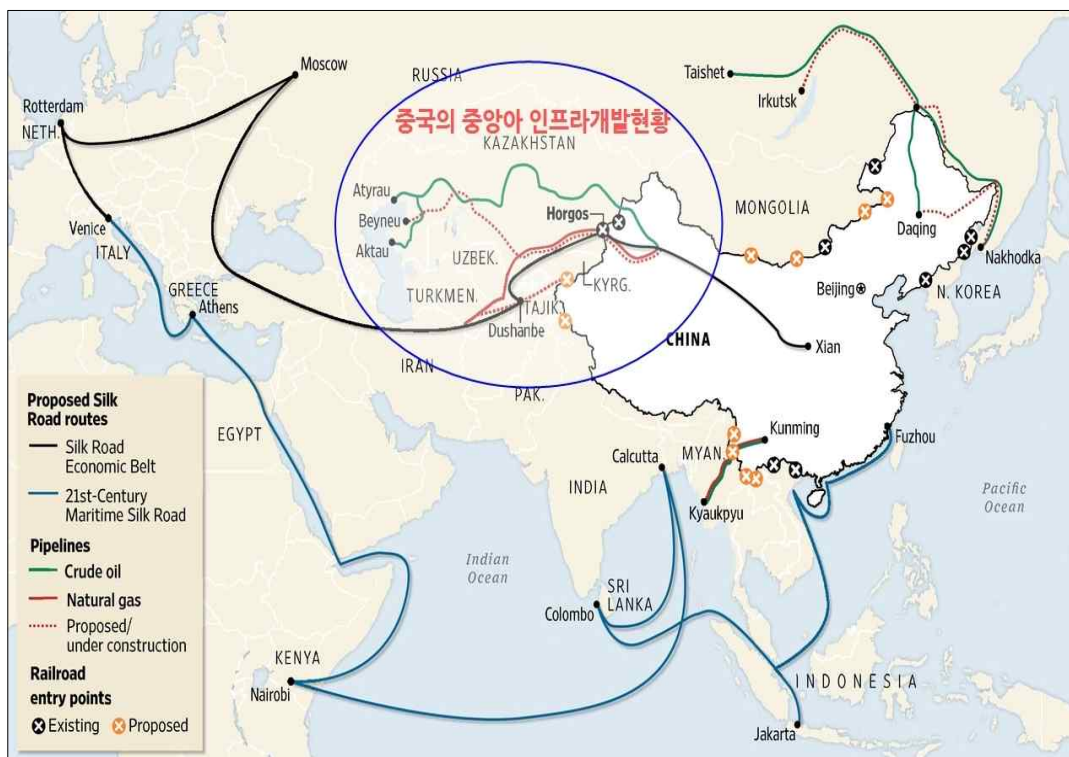 Moscow
RUSSIA
Taishet
Irkutsk
Rotterdam
NETH.
중국의 중앙아 인프라개발현황
KAZAKHSTAN
Atyrau
Beyneu
Aktau
Horgos
MONGOLIA
Daqing
Nakhodka
Venice
ITALY
UZBEK.
KYRG.
TURKMEN.
TAJIK.
Dushanbe
Beijing
N. KOREA
GREECE
Athens
IRAN
CHINA
Xian
PAK.
EGYPT
Kunming
Fuzhou
MYAN.
Calcutta
INDIA
Kyaukpyu
Pacific
Ocean
Indian
Ocean
SRI
LANKA
Colombo
KENYA
Nairobi
INDONESIA
Jakarta
Proposed Silk
Road routes
Silk Road
Economic Belt
21st-Century
Maritime Silk Road
Pipelines
Crude oil
Natural gas
Proposed/
under construction
Railroad
entry points
Existing
Proposed